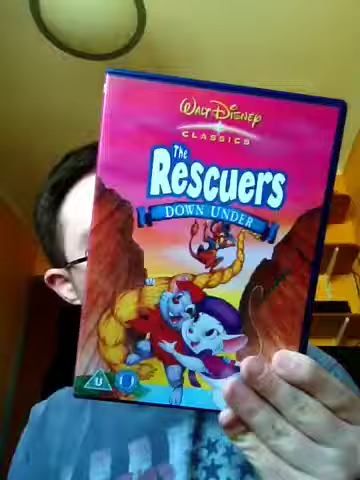 WALT DISNEY
CLASSICS
The
RESCUERS
DOWN UNDER
U